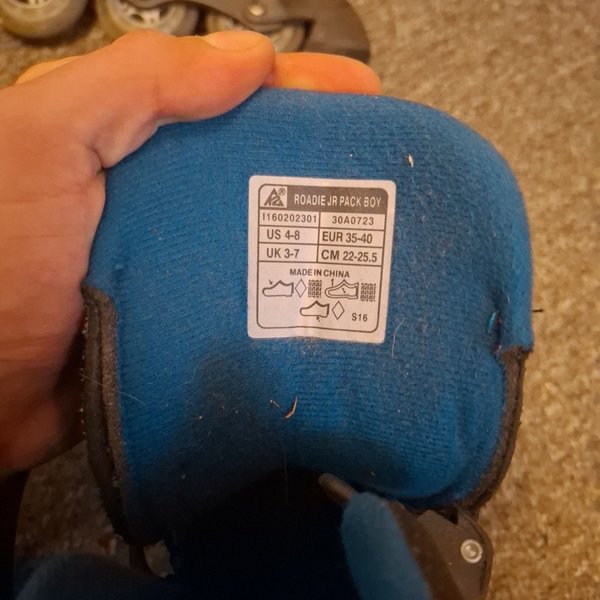 K2® ROADIE JR PACK BOY
I160202301 30A0723
US 4-8 EUR 35-40
UK 3-7 CM 22-25.5
MADE IN CHINA
S16